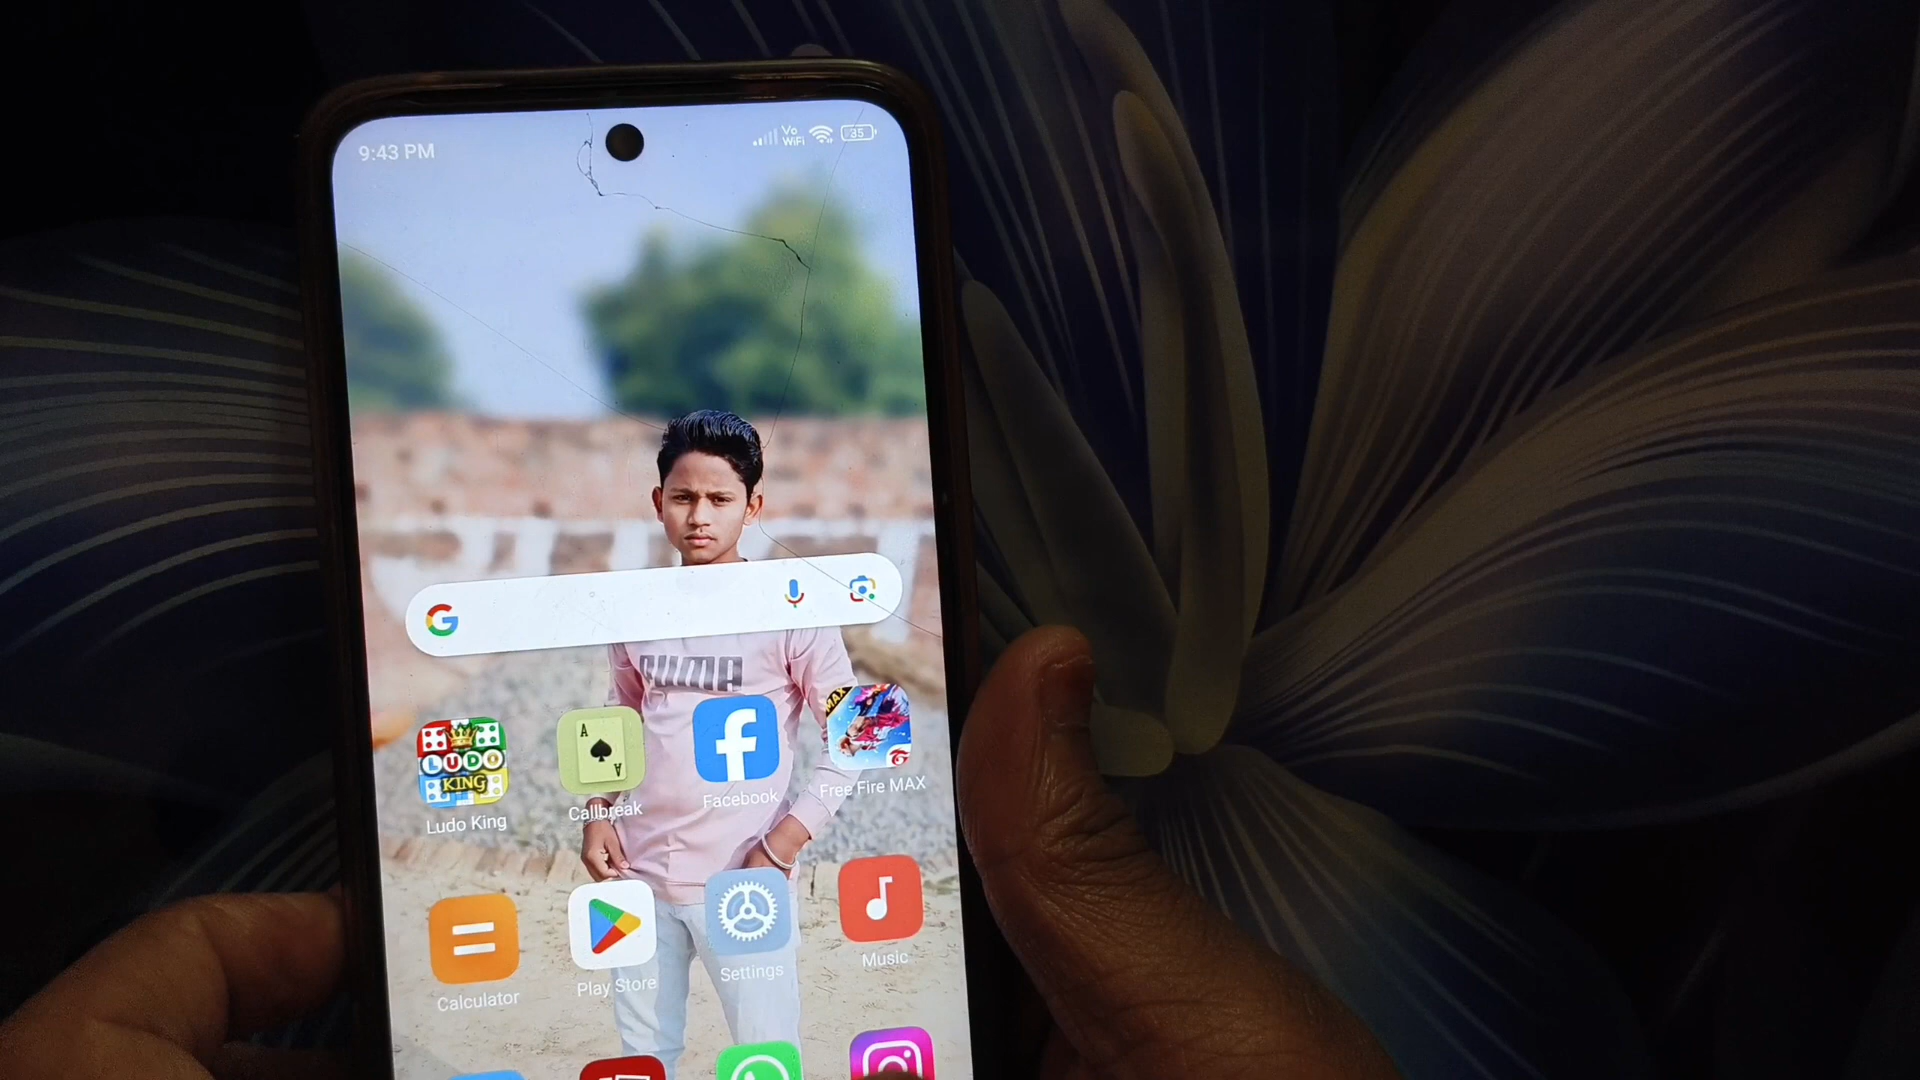 9:43 PM
Vo
WiFi
35
G
PUMA
MAX
LUDO
KING
A
A
Ludo King
Callbreak
Facebook
Free Fire MAX
Calculator
Play Store
Settings
Music